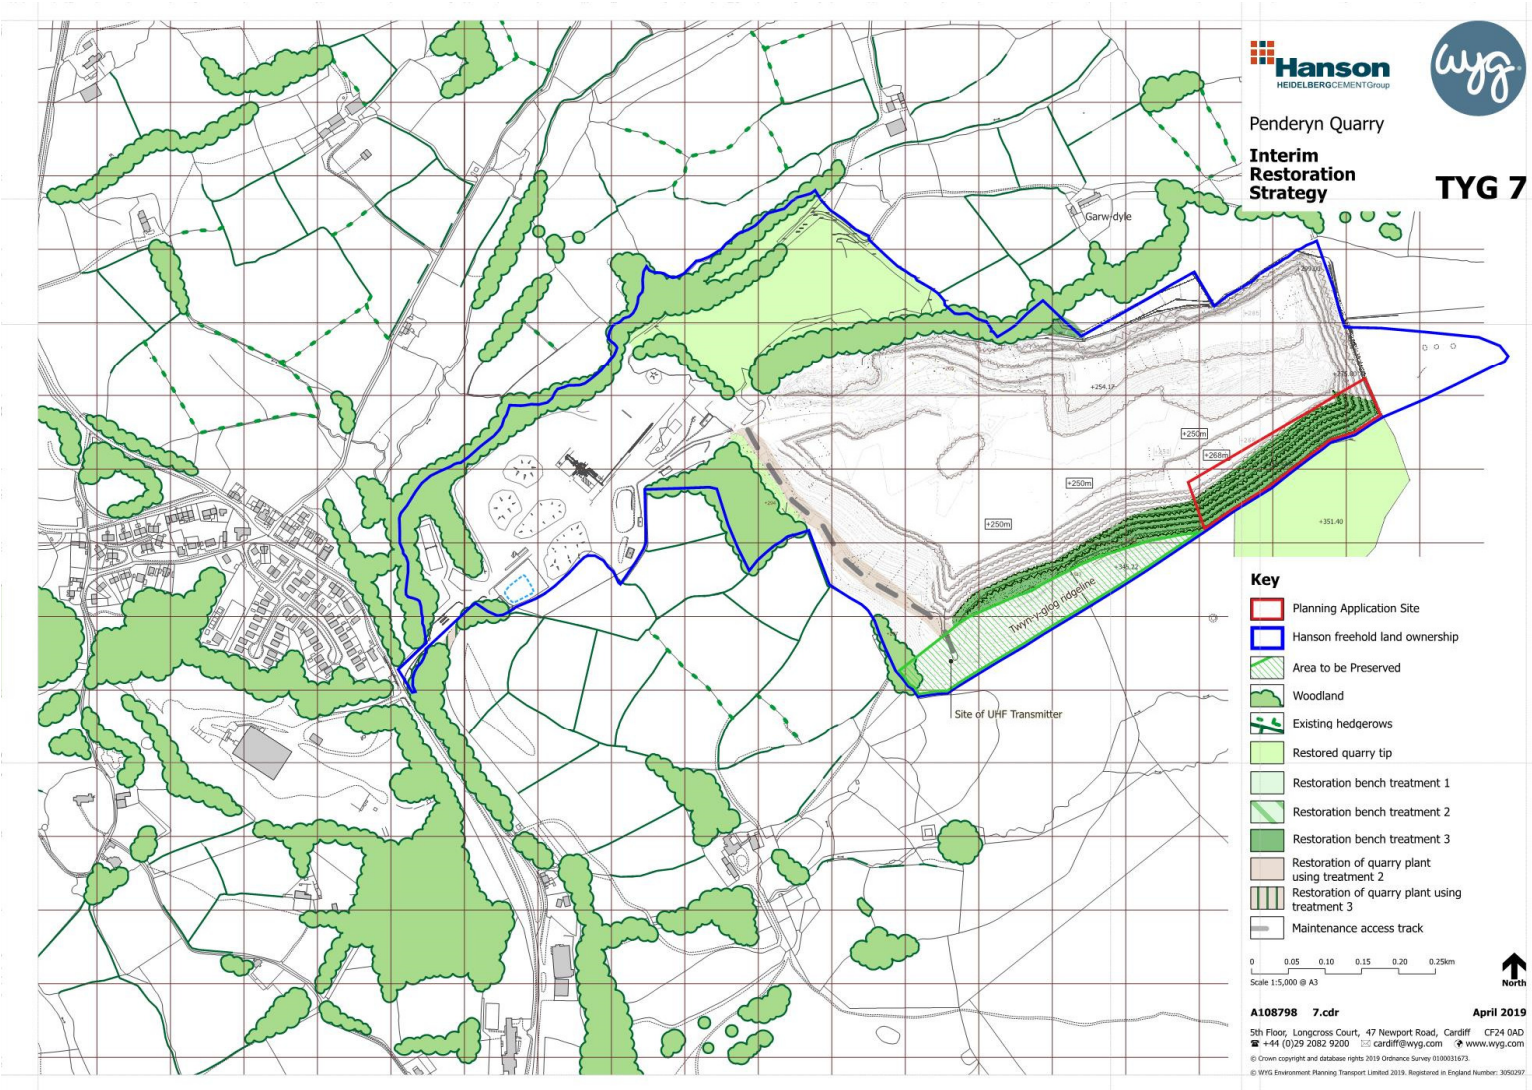 Hanson
HEIDELBERGCEMENTGroup
wyg
Penderyn Quarry
Interim
Restoration
Strategy
TYG 7
Garw-dyle
+254.17
+250m
+268m
+250m
+250m
+351.40
+345.22
Twyn-y-glog ridgeline
Site of UHF Transmitter
Key
Planning Application Site
Hanson freehold land ownership
Area to be Preserved
Woodland
Existing hedgerows
Restored quarry tip
Restoration bench treatment 1
Restoration bench treatment 2
Restoration bench treatment 3
Restoration of quarry plant
using treatment 2
Restoration of quarry plant using
treatment 3
Maintenance access track
0 0.05 0.10 0.15 0.20 0.25km
Scale 1:5,000 @ A3
North
A108798 7.cdr April 2019
5th Floor, Longcross Court, 47 Newport Road, Cardiff CF24 0AD
☎ +44 (0)29 2082 9200 ✉ cardiff@wyg.com www.wyg.com
© Crown copyright and database rights 2019 Ordnance Survey 0100031673.
© WYG Environment Planning Transport Limited 2019. Registered in England Number: 3050297